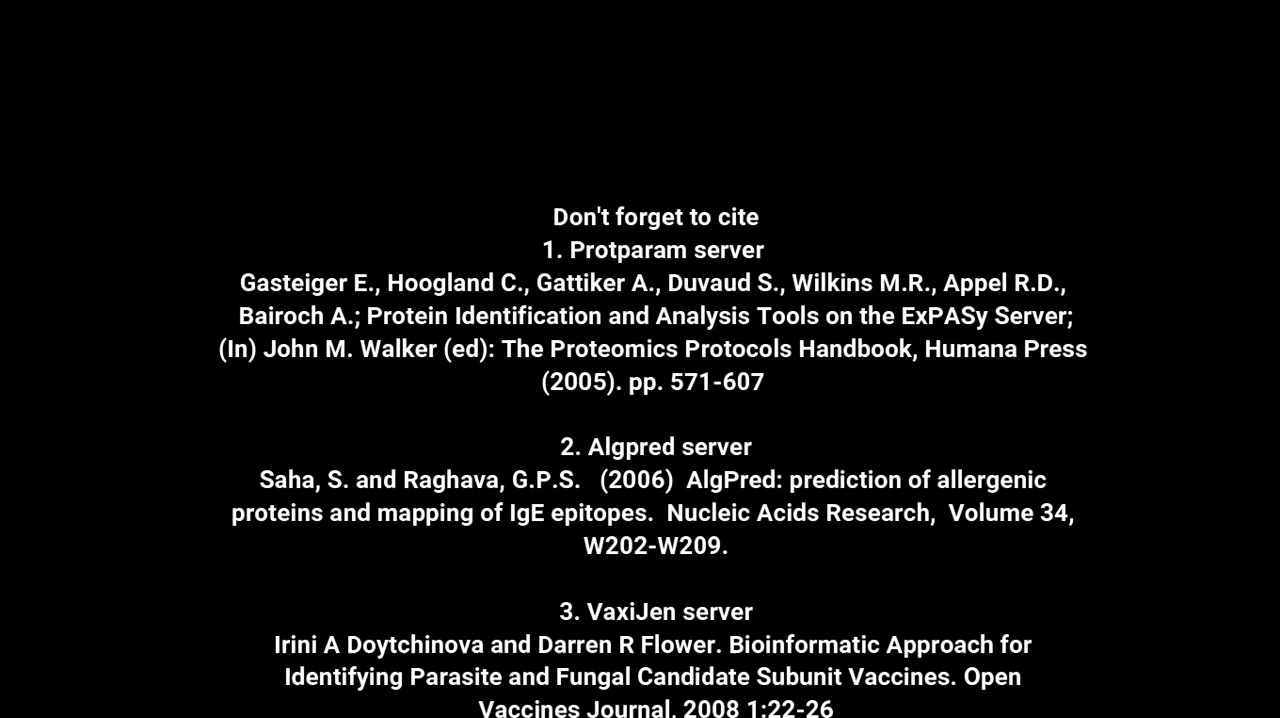 Don't forget to cite
1. Protparam server
Gasteiger E., Hoogland C., Gattiker A., Duvaud S., Wilkins M.R., Appel R.D.,
Bairoch A.; Protein Identification and Analysis Tools on the ExPASy Server;
(In) John M. Walker (ed): The Proteomics Protocols Handbook, Humana Press
(2005). pp. 571-607
2. Algpred server
Saha, S. and Raghava, G.P.S.   (2006)  AlgPred: prediction of allergenic
proteins and mapping of IgE epitopes.  Nucleic Acids Research,  Volume 34,
W202-W209.
3. VaxiJen server
Irini A Doytchinova and Darren R Flower. Bioinformatic Approach for
Identifying Parasite and Fungal Candidate Subunit Vaccines. Open
Vaccines Journal. 2008 1:22-26